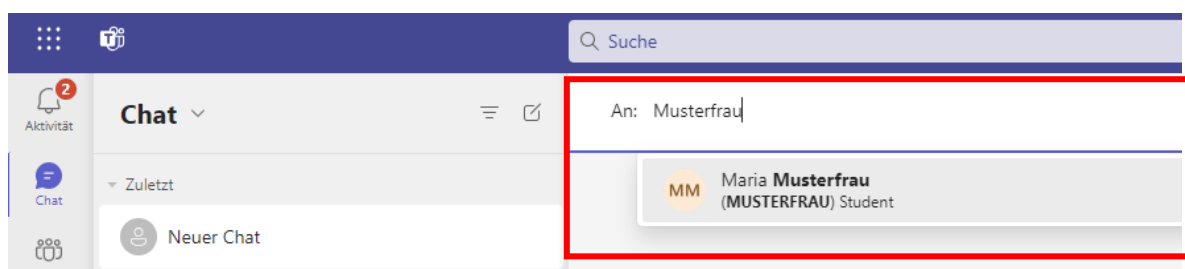 Suche
2
Aktivität
Chat
An: Musterfrau
Chat
Zuletzt
MM
Maria Musterfrau
(MUSTERFRAU) Student
Neuer Chat